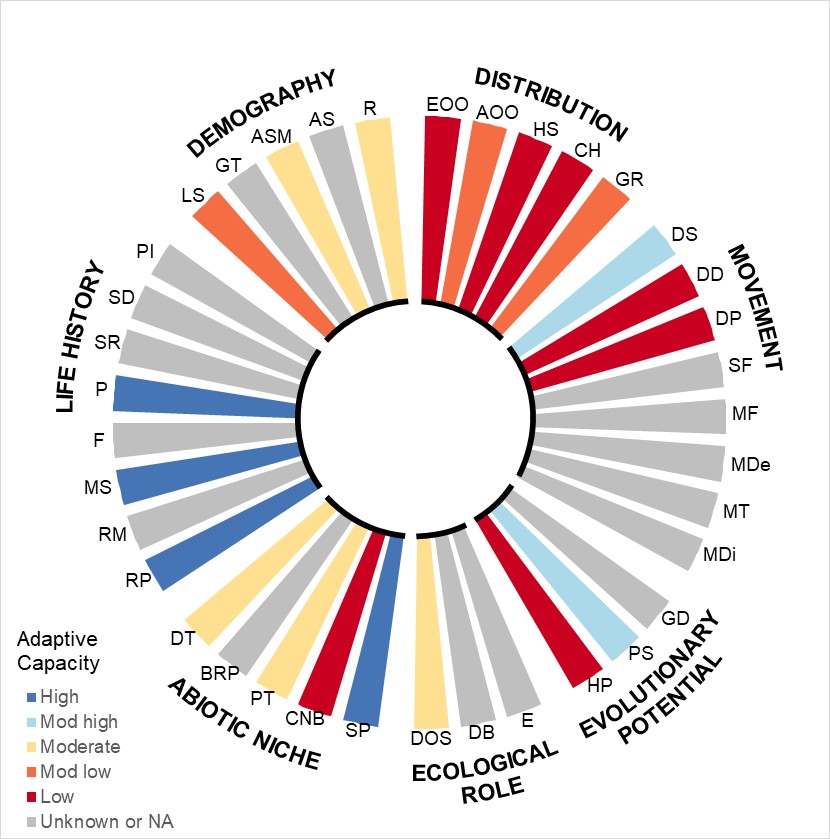 DISTRIBUTION
EOO
AOO
HS
CH
GR
MOVEMENT
DS
DD
DP
SF
MF
MDe
MT
MDi
EVOLUTIONARY
POTENTIAL
GD
PS
HP
ECOLOGICAL
ROLE
E
DB
DOS
ABIOTIC NICHE
SP
CNB
PT
BRP
DT
LIFE HISTORY
RP
RM
MS
F
P
SR
SD
PI
DEMOGRAPHY
LS
GT
ASM
AS
R
Adaptive
Capacity
High
Mod high
Moderate
Mod low
Low
Unknown or NA